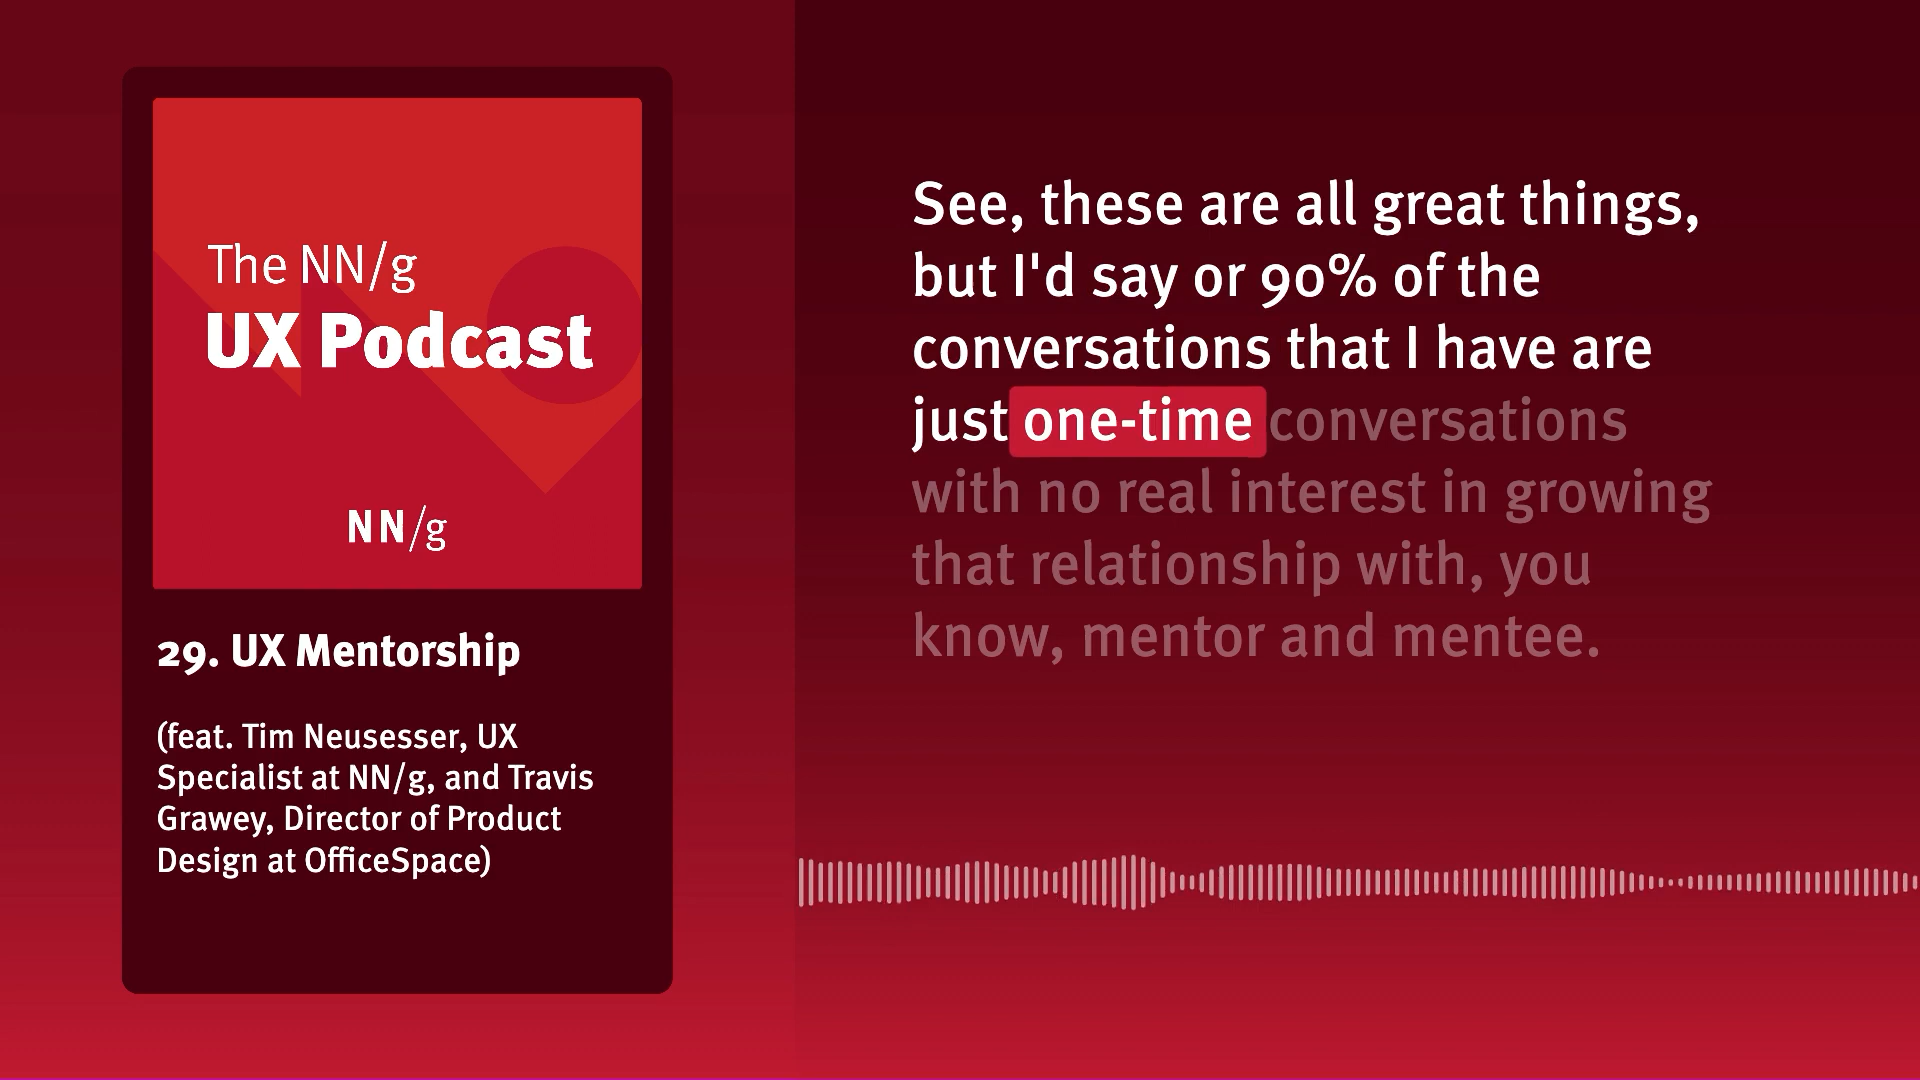 The NN/g
UX Podcast
NN/g
29. UX Mentorship
(feat. Tim Neusesser, UX
Specialist at NN/g, and Travis
Grawey, Director of Product
Design at OfficeSpace)
See, these are all great things,
but I'd say or 90% of the
conversations that I have are
just one-time conversations
with no real interest in growing
that relationship with, you
know, mentor and mentee.